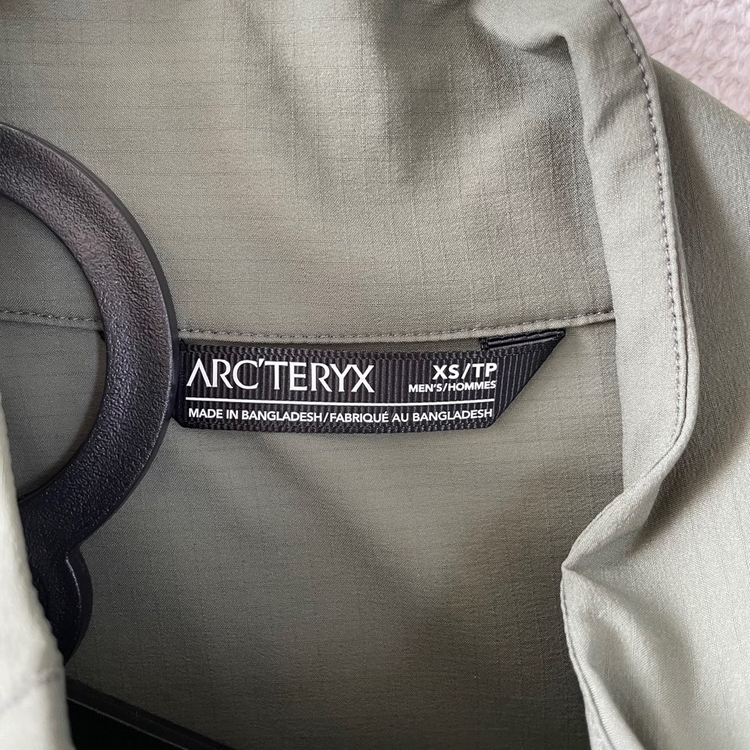 ARC'TERYX
XS/TP
MEN'S/HOMMES
MADE IN BANGLADESH/FABRIQUÉ AU BANGLADESH